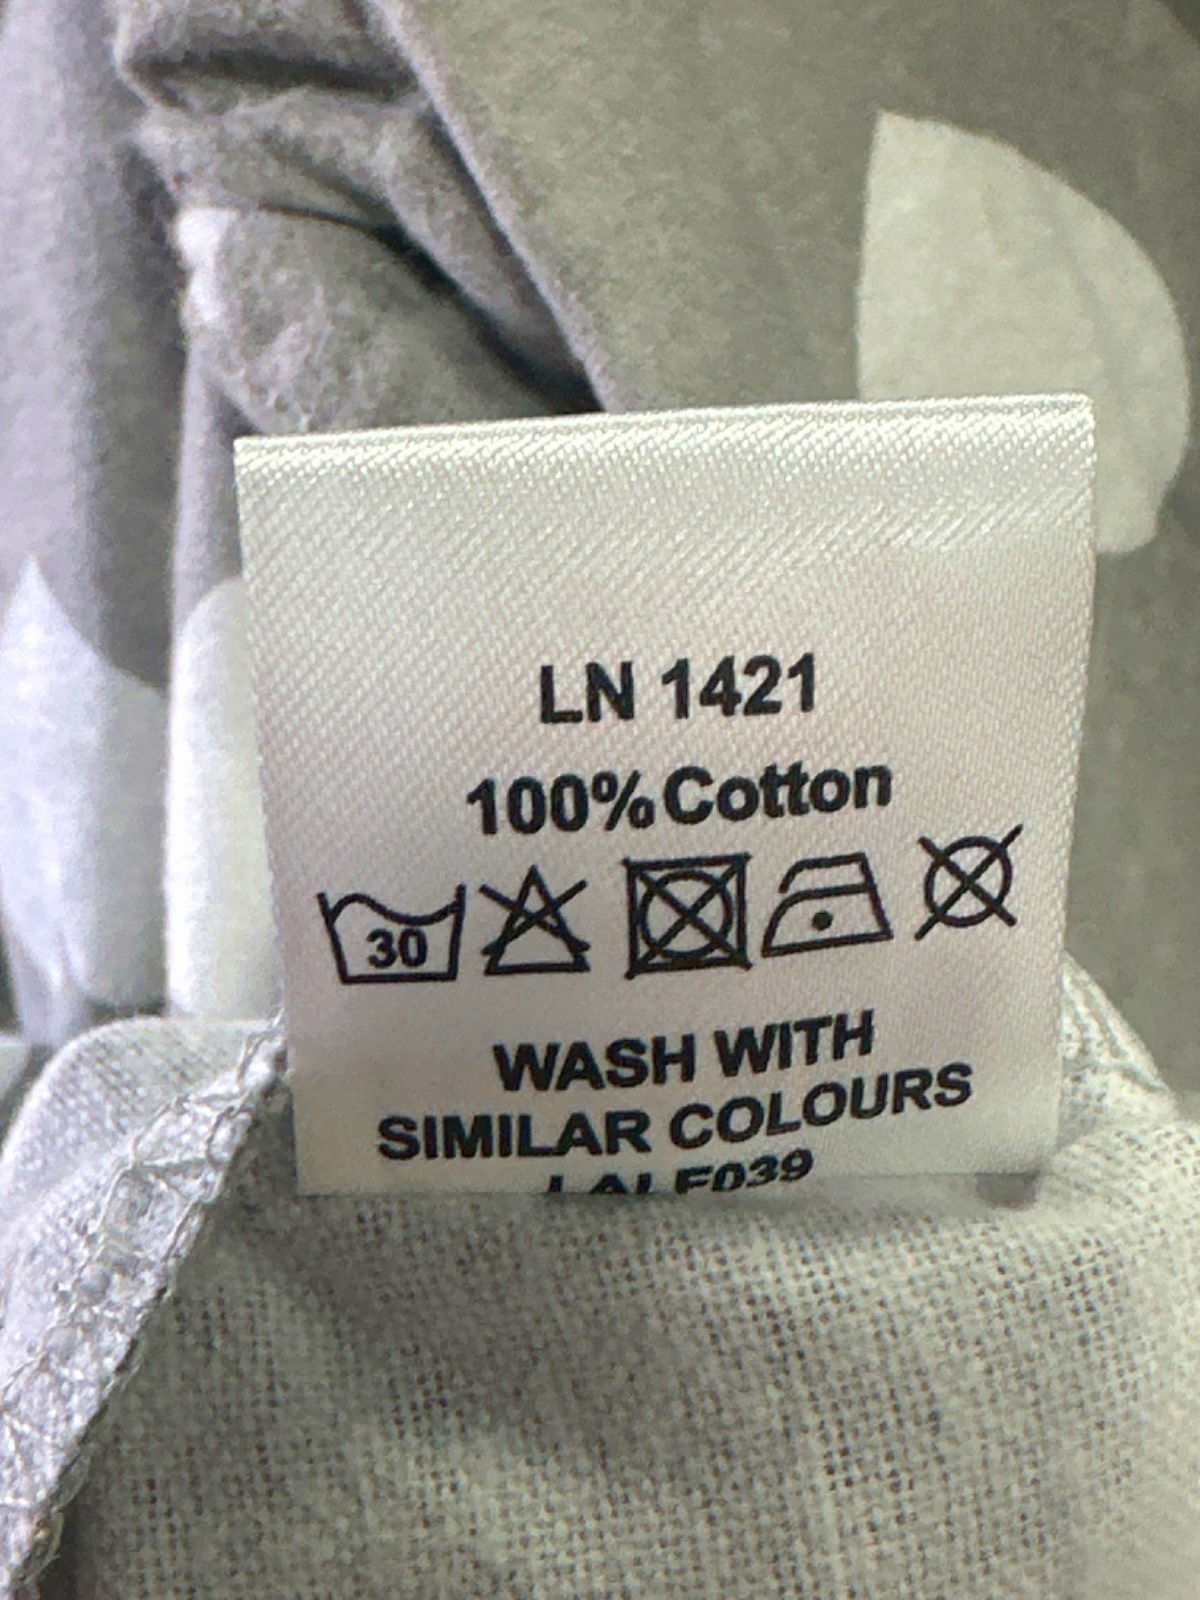 LN 1421
100% Cotton
30
WASH WITH
SIMILAR COLOURS